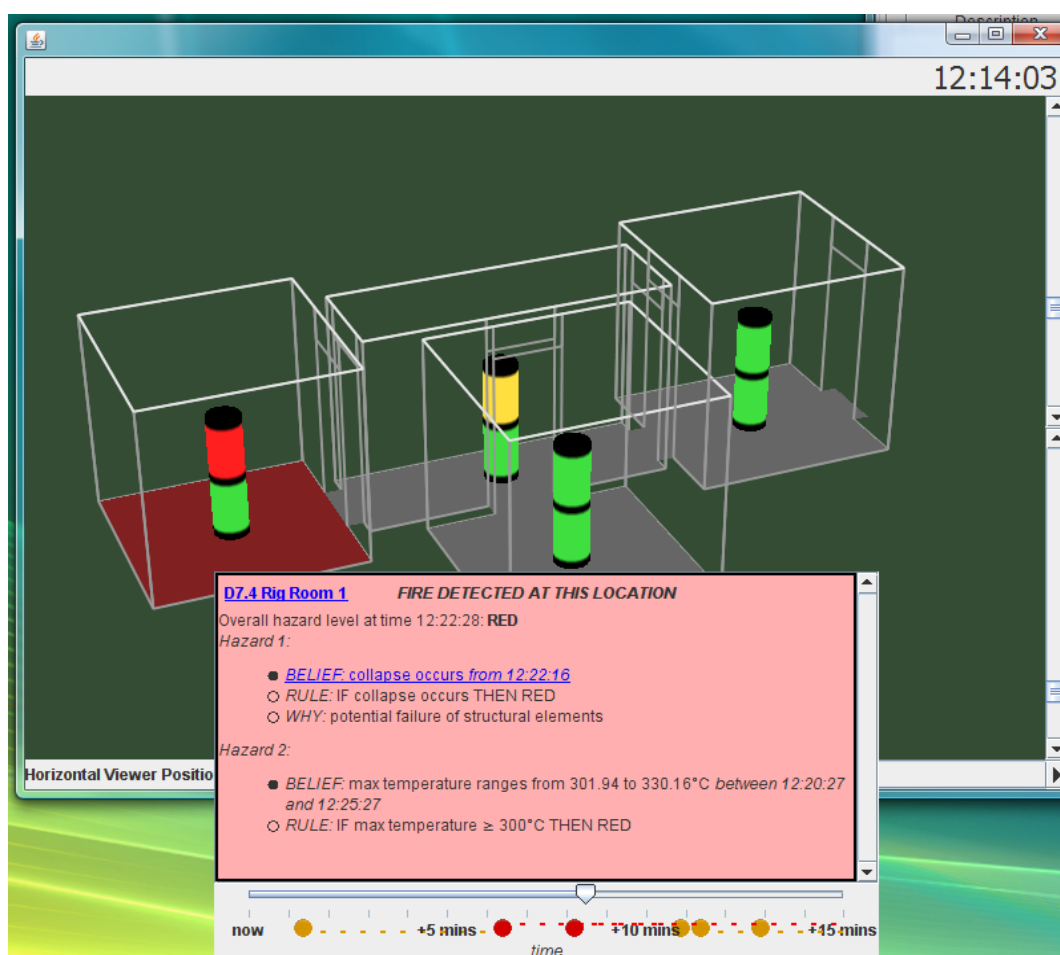 Description
12:14:03
D7.4 Rig Room 1 FIRE DETECTED AT THIS LOCATION
Overall hazard level at time 12:22:28: RED
Hazard 1:
BELIEF: collapse occurs from 12:22:16
RULE: IF collapse occurs THEN RED
WHY: potential failure of structural elements
Hazard 2:
Horizontal Viewer Positio
BELIEF: max temperature ranges from 301.94 to 330.16°C between 12:20:27
and 12:25:27
RULE: IF max temperature ≥ 300°C THEN RED
now +5 mins +10 mins +15 mins
time